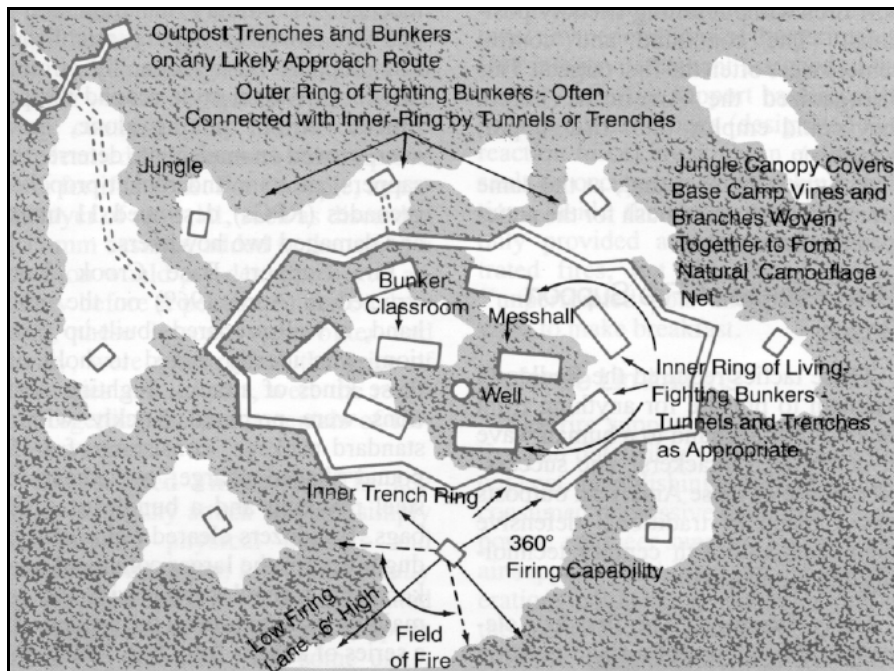 Outpost Trenches and Bunkers
on any Likely Approach Route
Outer Ring of Fighting Bunkers - Often
Connected with Inner-Ring by Tunnels or Trenches
Jungle
Jungle Canopy Covers
Base Camp Vines and
Branches Woven
Together to Form
Natural Camouflage
Net
Bunker
Classroom
Messhall
Well
Inner Ring of Living-
Fighting Bunkers -
Tunnels and Trenches
as Appropriate
Inner Trench Ring
360°
Firing Capability
Low Firing
Lane - 6" High
Field
of Fire